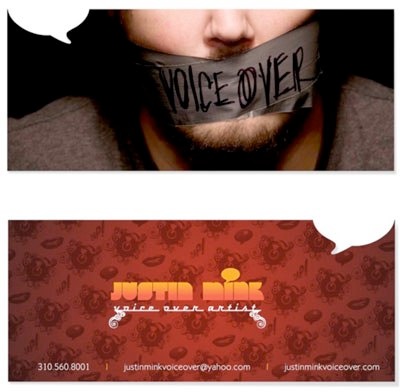 VOICE OVER
JUSTIN MINK
voice over artist
310.560.8001 | justinminkvoiceover@yahoo.com | justinminkvoiceover.com